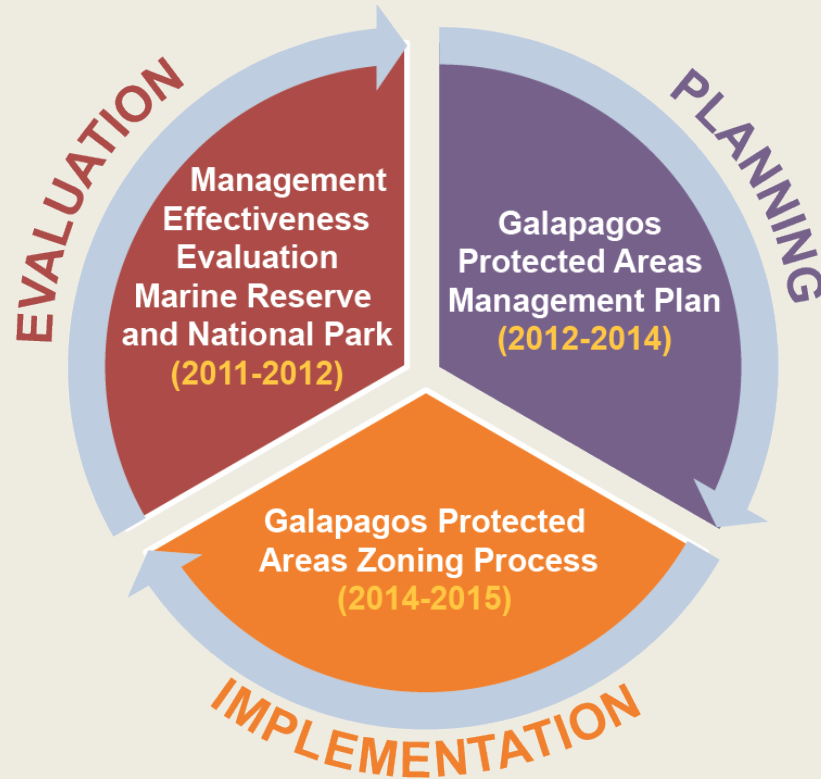 EVALUATION
Management
Effectiveness
Evaluation
Marine Reserve
and National Park
(2011-2012)
PLANNING
Galapagos
Protected Areas
Management Plan
(2012-2014)
Galapagos Protected
Areas Zoning Process
(2014-2015)
IMPLEMENTATION